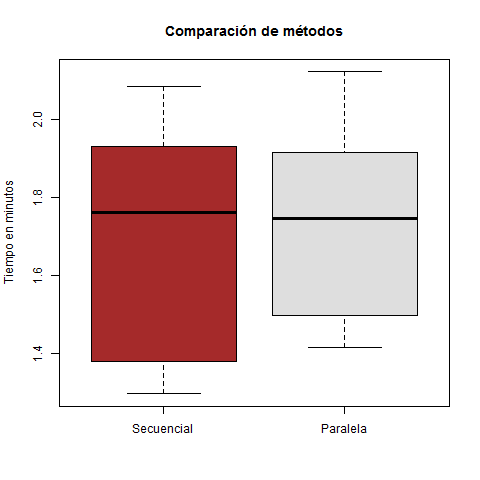 Comparación de métodos
Tiempo en minutos
2.0
1.8
1.6
1.4
Secuencial
Paralela